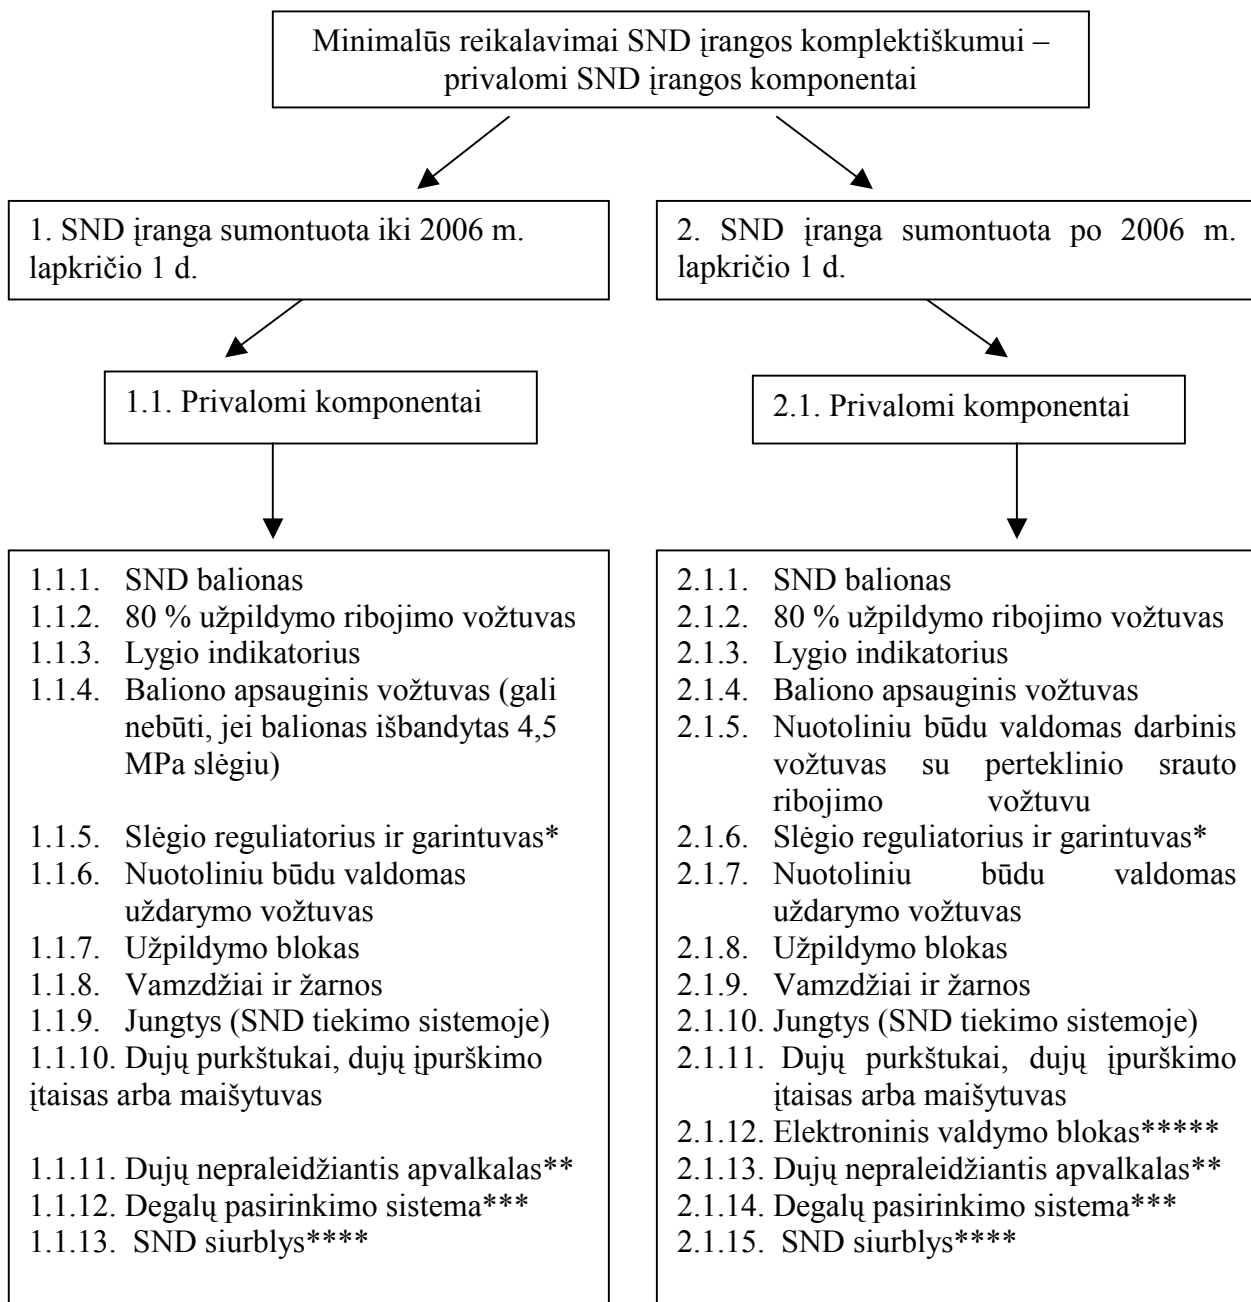 Minimalūs reikalavimai SND įrangos komplektiškumui –
privalomi SND įrangos komponentai
1. SND įranga sumontuota iki 2006 m.
lapkričio 1 d.
2. SND įranga sumontuota po 2006 m.
lapkričio 1 d.
1.1. Privalomi komponentai
2.1. Privalomi komponentai
1.1.1. SND balionas
1.1.2. 80 % užpildymo ribojimo vožtuvas
1.1.3. Lygio indikatorius
1.1.4. Baliono apsauginis vožtuvas (gali
nebūti, jei balionas išbandytas 4,5
MPa slėgiu)
1.1.5. Slėgio reguliatorius ir garintuvas*
1.1.6. Nuotoliniu būdu valdomas
uždarymo vožtuvas
1.1.7. Užpildymo blokas
1.1.8. Vamzdžiai ir žarnos
1.1.9. Jungtys (SND tiekimo sistemoje)
1.1.10. Dujų purkštukai, dujų įpurškimo
įtaisas arba maišytuvas
1.1.11. Dujų nepraleidžiantis apvalkalas**
1.1.12. Degalų pasirinkimo sistema***
1.1.13. SND siurblys****
2.1.1. SND balionas
2.1.2. 80 % užpildymo ribojimo vožtuvas
2.1.3. Lygio indikatorius
2.1.4. Baliono apsauginis vožtuvas
2.1.5. Nuotoliniu būdu valdomas darbinis
vožtuvas su perteklinio srauto
ribojimo vožtuvu
2.1.6. Slėgio reguliatorius ir garintuvas*
2.1.7. Nuotoliniu būdu valdomas
uždarymo vožtuvas
2.1.8. Užpildymo blokas
2.1.9. Vamzdžiai ir žarnos
2.1.10. Jungtys (SND tiekimo sistemoje)
2.1.11. Dujų purkštukai, dujų įpurškimo
įtaisas arba maišytuvas
2.1.12. Elektroninis valdymo blokas*****
2.1.13. Dujų nepraleidžiantis apvalkalas**
2.1.14. Degalų pasirinkimo sistema***
2.1.15. SND siurblys****